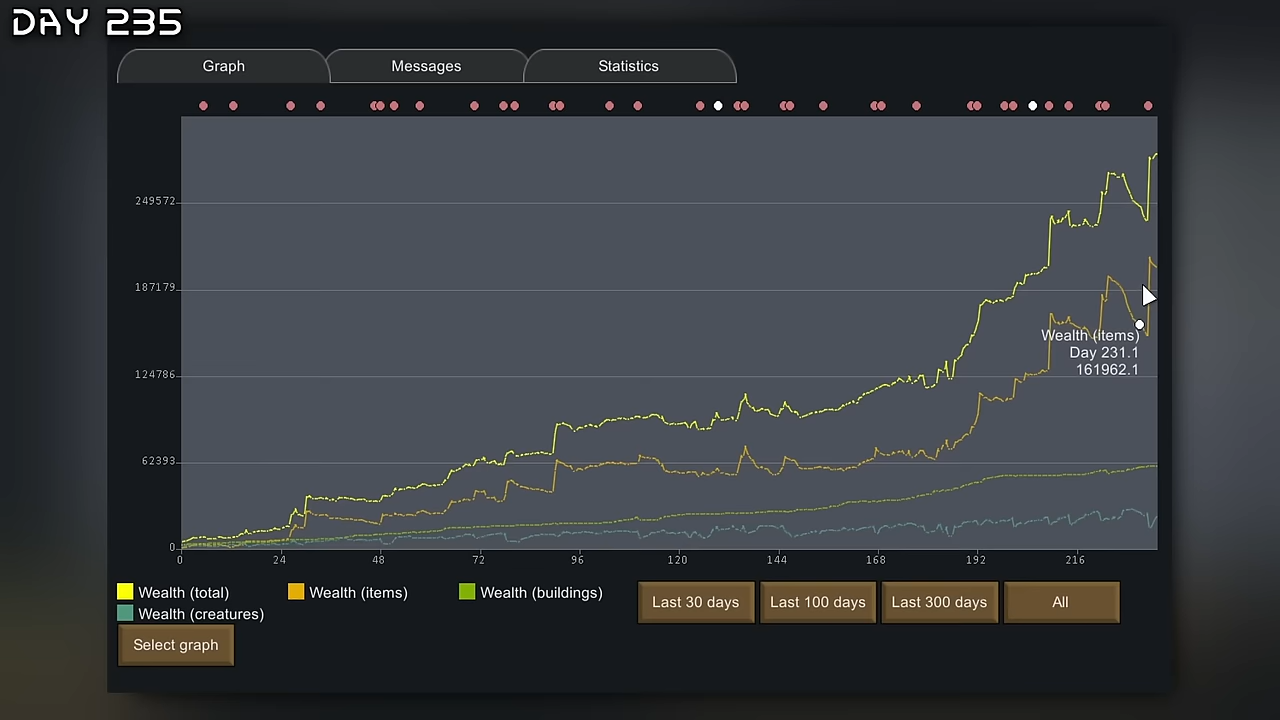 DAY 235
Graph Messages Statistics
249572
187179
124786
62393
0
Wealth (items)
Day 231.1
161962.1
0 24 48 72 96 120 144 168 192 216
Wealth (total) Wealth (items) Wealth (buildings)
Wealth (creatures)
Last 30 days Last 100 days Last 300 days All
Select graph